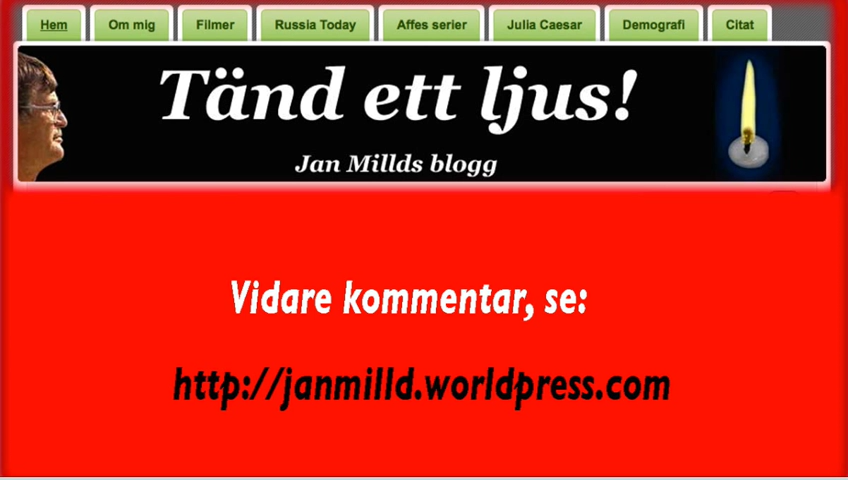 Hem Om mig Filmer Russia Today Affes serier Julia Caesar Demografi Citat
Tänd ett ljus!
Jan Millds blogg
Vidare kommentar, se:
http://janmilld.worldpress.com